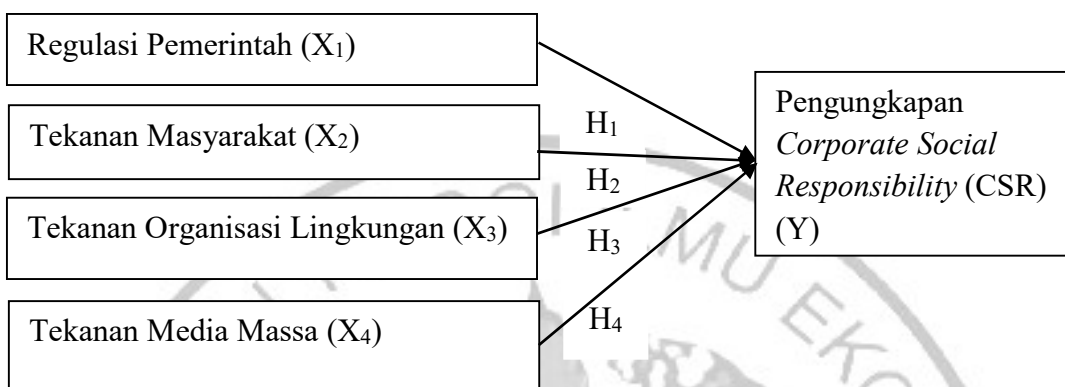 Regulasi Pemerintah (X₁)
Tekanan Masyarakat (X₂)
Tekanan Organisasi Lingkungan (X₃)
Tekanan Media Massa (X₄)
H₁
H₂
H₃
H₄
Pengungkapan
Corporate Social
Responsibility (CSR)
(Y)